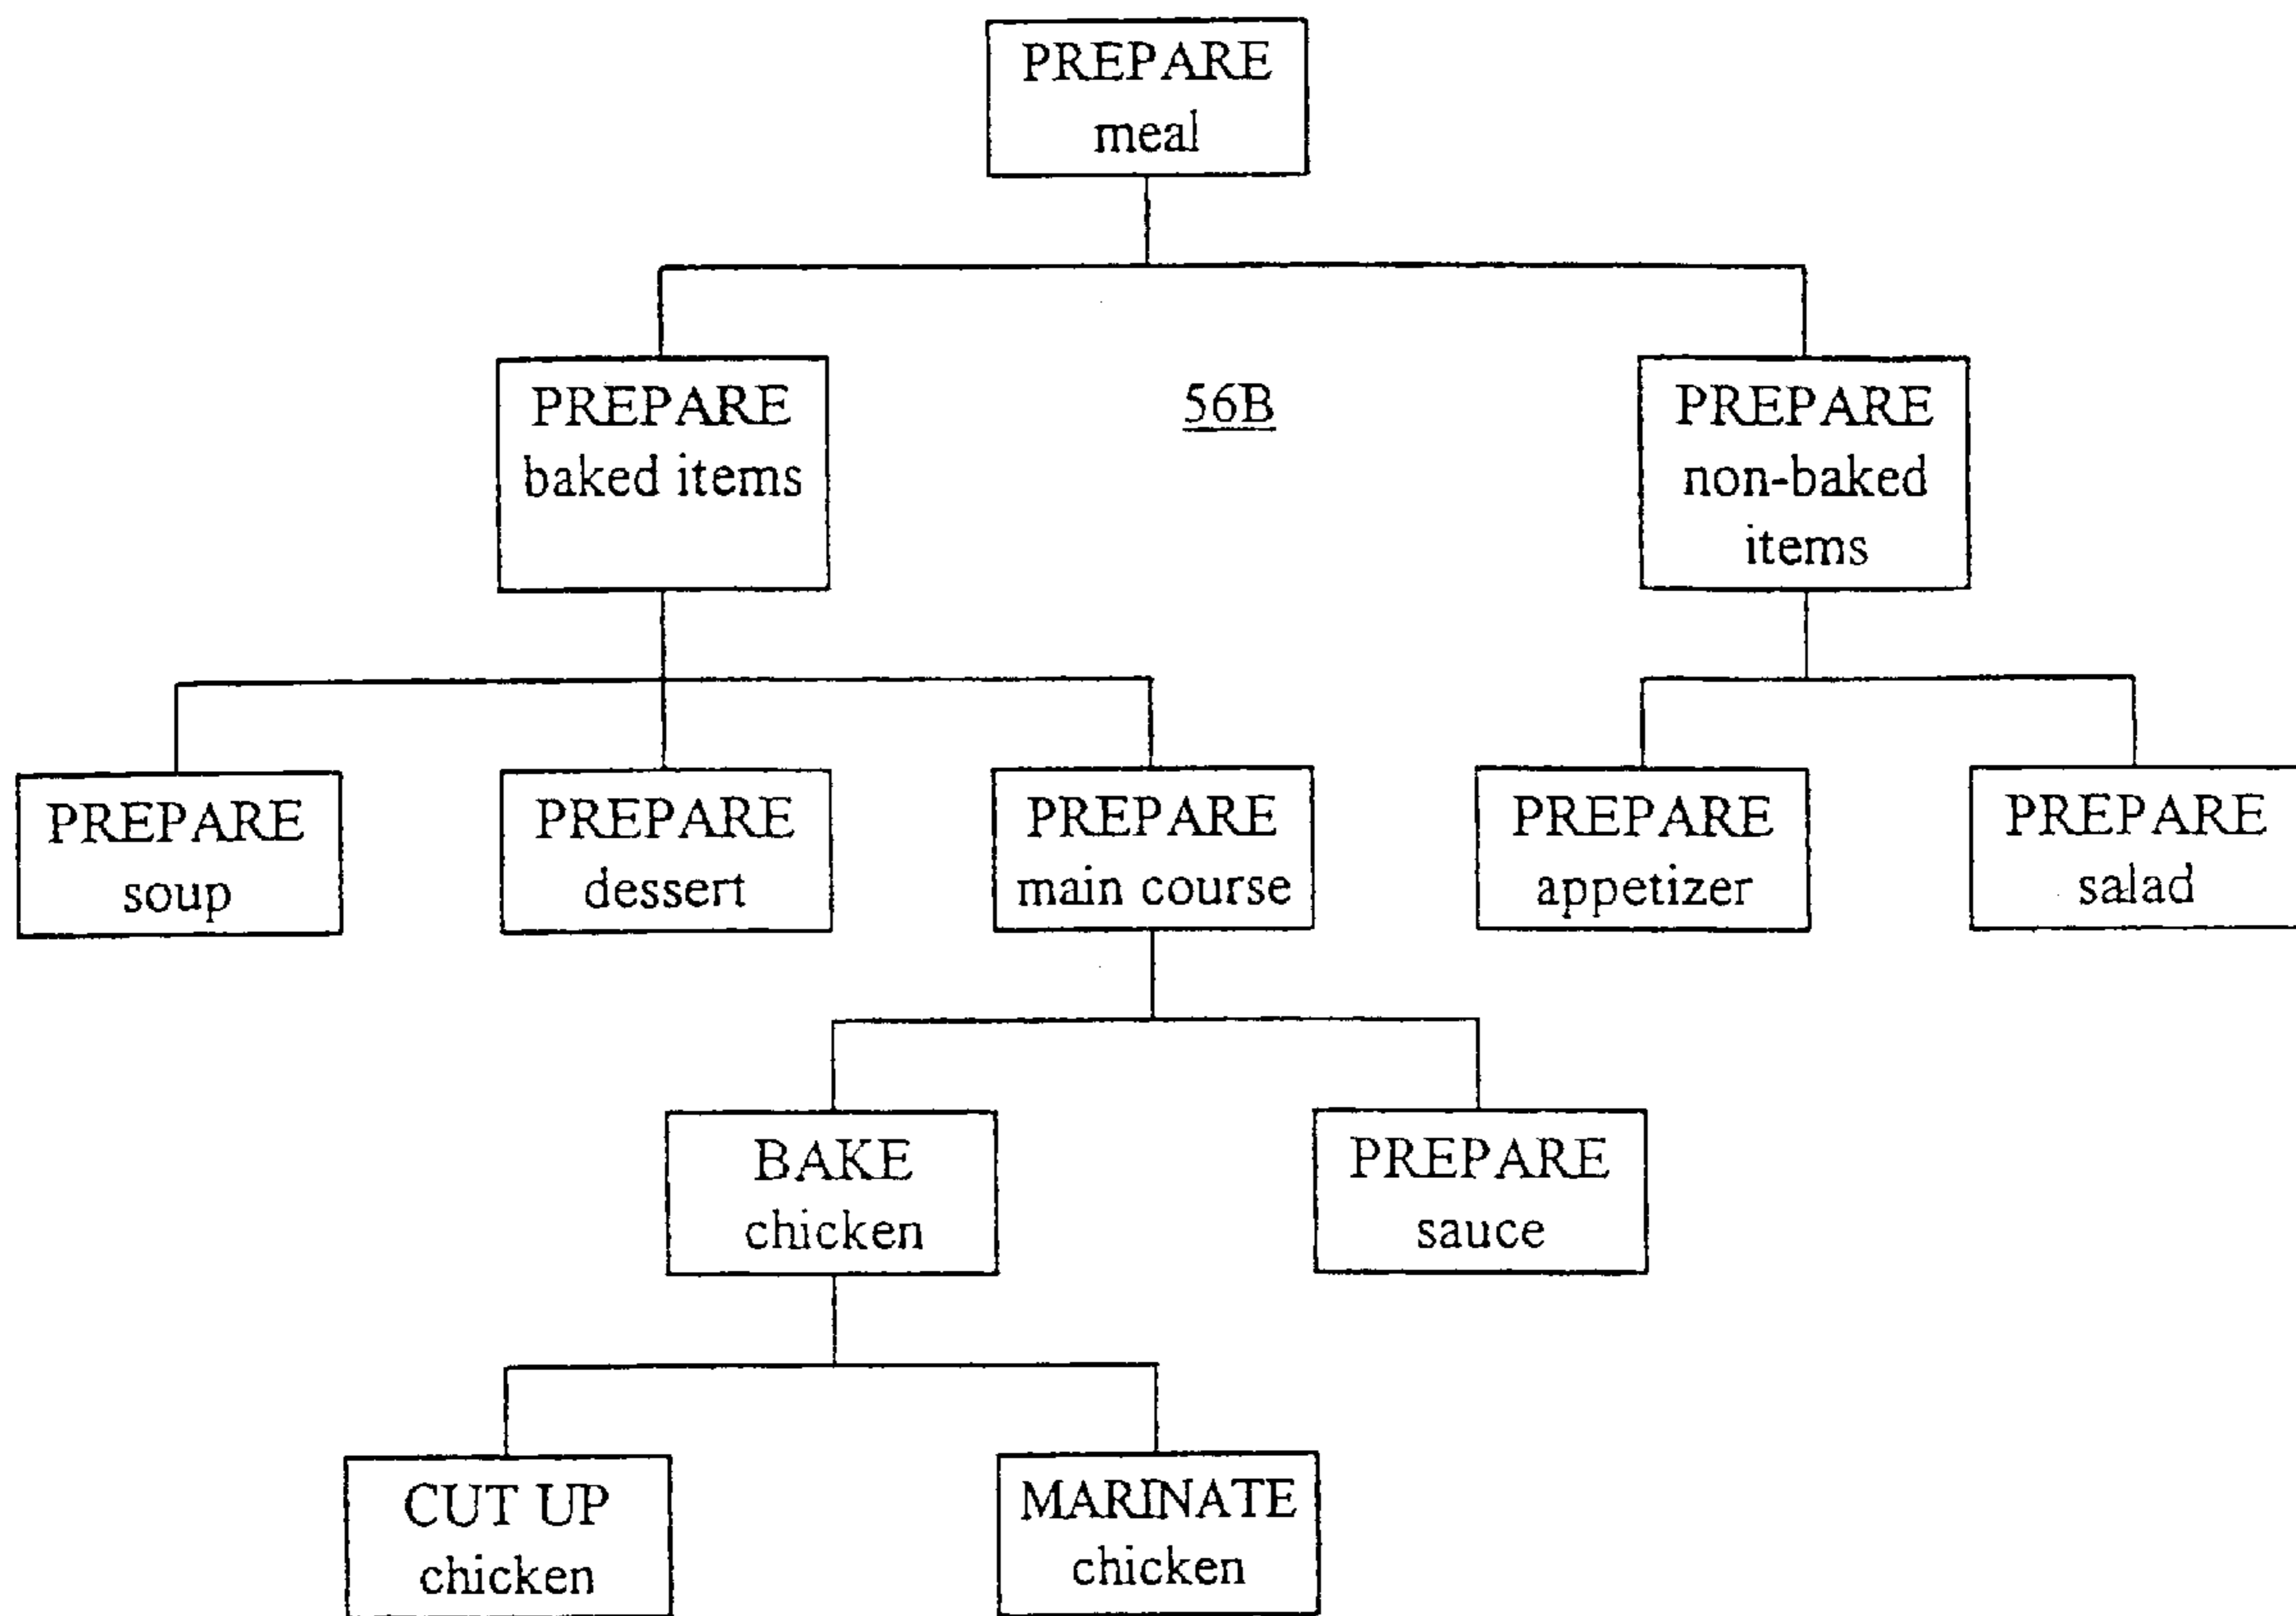 PREPARE
meal
PREPARE
baked items
56B
PREPARE
non-baked
items
PREPARE
soup
PREPARE
dessert
PREPARE
main course
PREPARE
appetizer
PREPARE
salad
BAKE
chicken
PREPARE
sauce
CUT UP
chicken
MARINATE
chicken